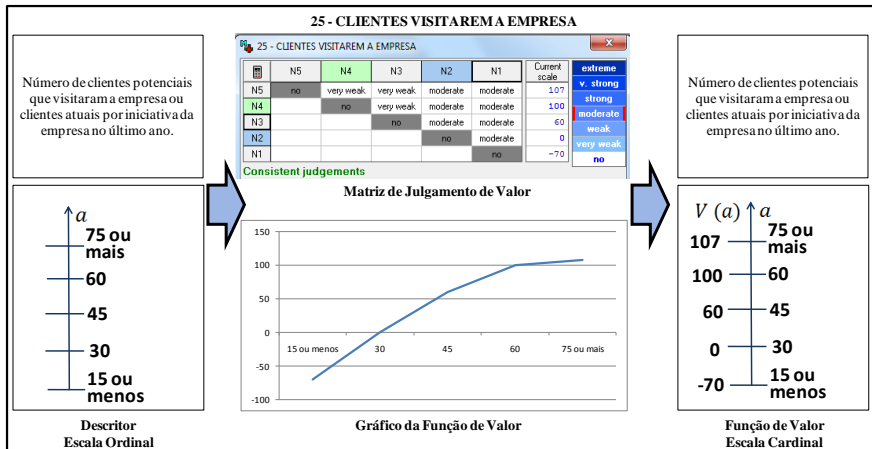 25 - CLIENTES VISITAREM A EMPRESA
Número de clientes potenciais
que visitaram a empresa ou
clientes atuais por iniciativa da
empresa no último ano.
a
75 ou
mais
60
45
30
15 ou
menos
Descritor
Escala Ordinal
25 - CLIENTES VISITAREM A EMPRESA
N5 N4 N3 N2 N1 Current
scale
N5 no very weak very weak moderate moderate 107
N4 no very weak moderate moderate 100
N3 no moderate moderate 60
N2 no moderate 0
N1 no -70
extreme
v. strong
strong
moderate
weak
very weak
no
Consistent judgements
Matriz de Julgamento de Valor
150
100
50
0
-50
-100
15 ou menos 30 45 60 75 ou mais
Gráfico da Função de Valor
Número de clientes potenciais
que visitaram a empresa ou
clientes atuais por iniciativa da
empresa no último ano.
V (a) a
107 75 ou
mais
100 60
60 45
0 30
-70 15 ou
menos
Função de Valor
Escala Cardinal